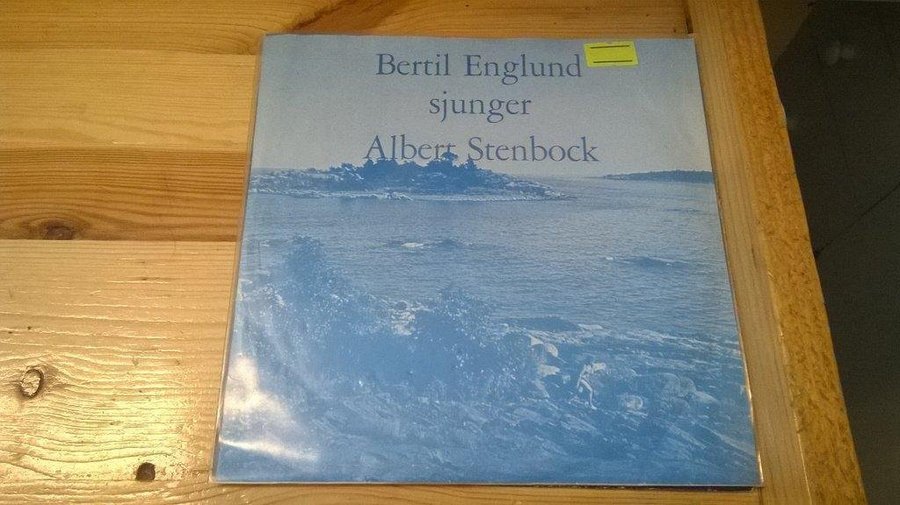 Bertil Englund
sjunger
Albert Stenbock